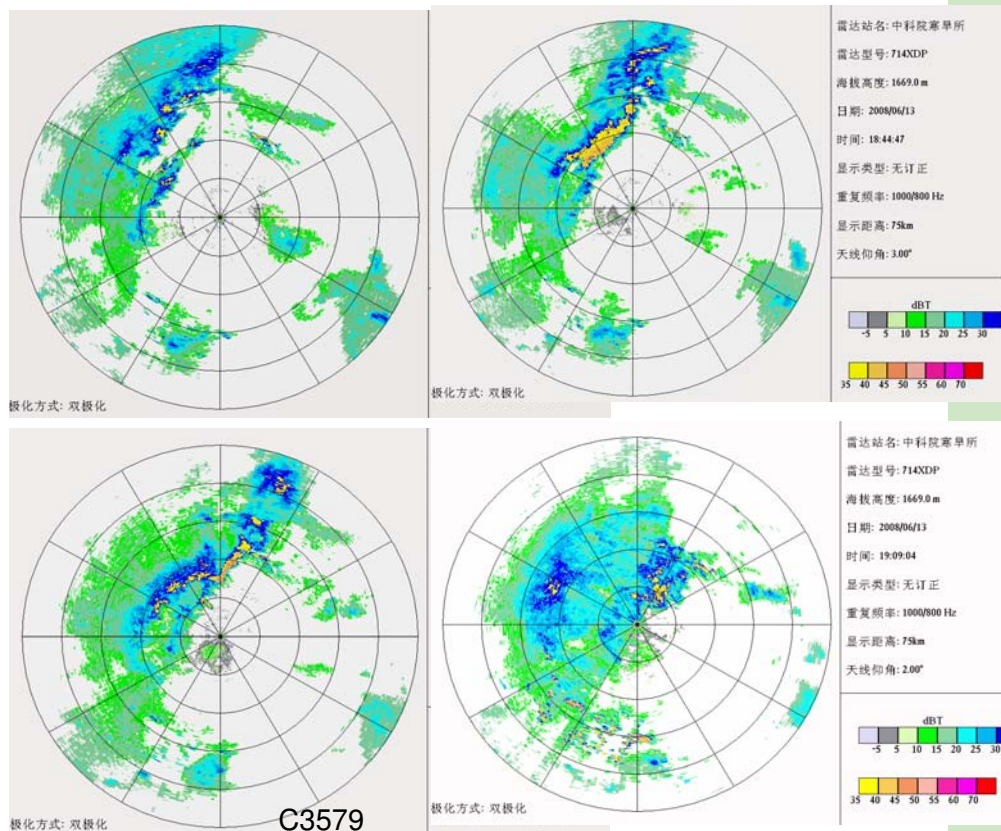 雷达站名: 中科院寒旱所
雷达型号: 714XDP
海拔高度: 1669.0 m
日期: 2008/06/13
时间: 18:44:47
显示类型: 无订正
重复频率: 1000/800 Hz
显示距离: 75km
天线仰角: 3.00°
dBT
-5 5 10 15 20 25 30
35 40 45 50 55 60 70
极化方式: 双极化
极化方式: 双极化
雷达站名: 中科院寒旱所
雷达型号: 714XDP
海拔高度: 1669.0 m
日期: 2008/06/13
时间: 19:09:04
显示类型: 无订正
重复频率: 1000/800 Hz
显示距离: 75km
天线仰角: 2.00°
dBT
-5 5 10 15 20 25 30
35 40 45 50 55 60 70
极化方式: 双极化
C3579
极化方式: 双极化